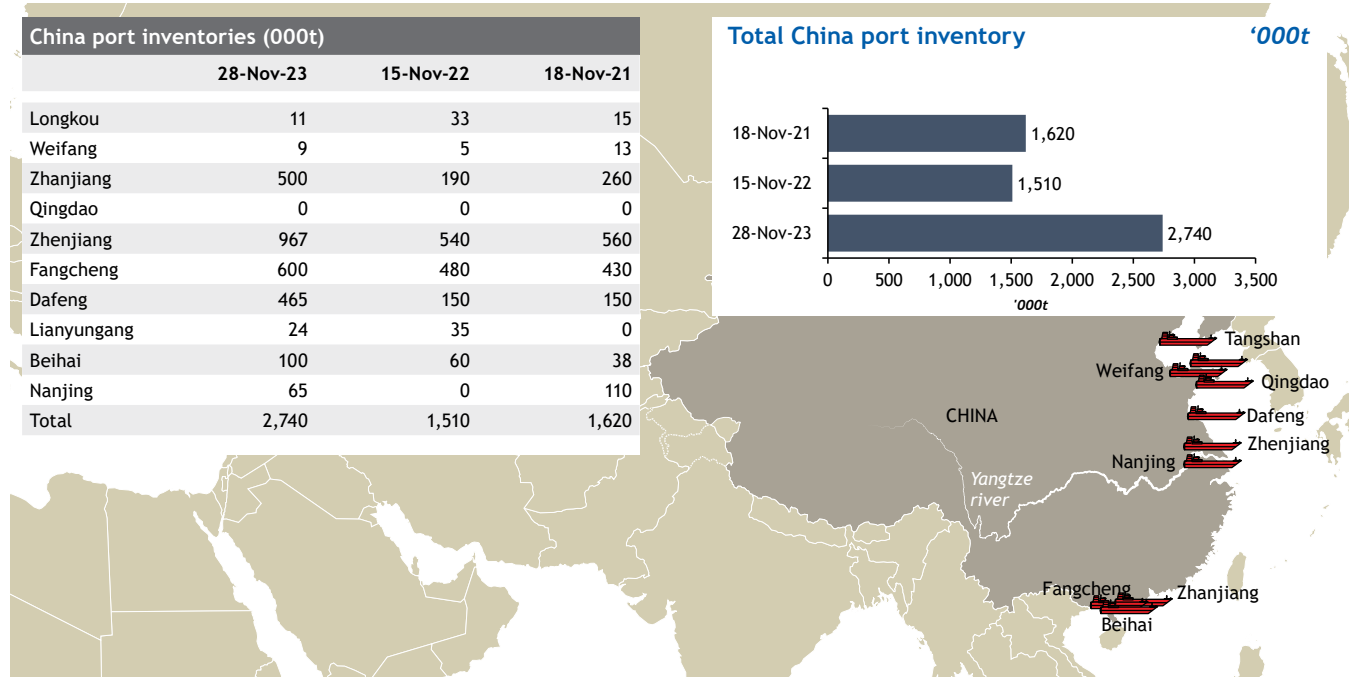 China port inventories (000t)
28-Nov-23 15-Nov-22 18-Nov-21
Longkou 11 33 15
Weifang 9 5 13
Zhanjiang 500 190 260
Qingdao 0 0 0
Zhenjiang 967 540 560
Fangcheng 600 480 430
Dafeng 465 150 150
Lianyungang 24 35 0
Beihai 100 60 38
Nanjing 65 0 110
Total 2,740 1,510 1,620
Total China port inventory ‘000t
18-Nov-21 1,620
15-Nov-22 1,510
28-Nov-23 2,740
0 500 1,000 1,500 2,000 2,500 3,000 3,500
‘000t
Tangshan
Weifang
Qingdao
CHINA
Dafeng
Zhenjiang
Nanjing
Yangtze
river
Fangcheng
Zhanjiang
Beihai